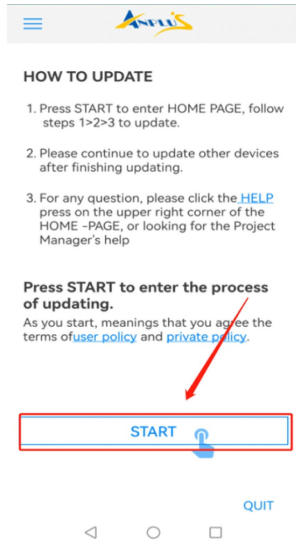 ANPLUS
HOW TO UPDATE
1. Press START to enter HOME PAGE, follow
steps 1>2>3 to update.
2. Please continue to update other devices
after finishing updating.
3. For any question, please click the HELP
press on the upper right corner of the
HOME -PAGE, or looking for the Project
Manager's help
Press START to enter the process
of updating.
As you start, meanings that you agree the
terms ofuser policy and private policy.
START
QUIT